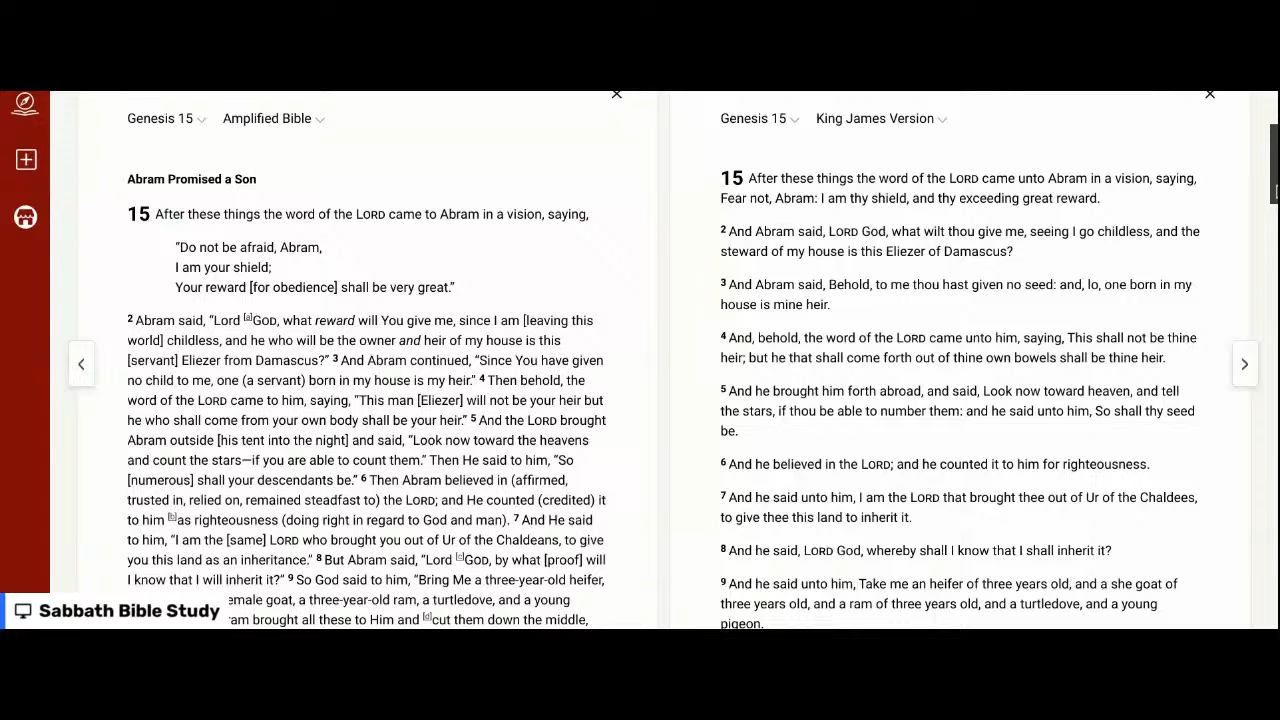 Genesis 15 Amplified Bible
Abram Promised a Son
15 After these things the word of the LORD came to Abram in a vision, saying,
“Do not be afraid, Abram,
I am your shield;
Your reward [for obedience] shall be very great.”
2 Abram said, “Lord [a]GOD, what reward will You give me, since I am [leaving this
world] childless, and he who will be the owner and heir of my house is this
[servant] Eliezer from Damascus?” 3 And Abram continued, “Since You have given
no child to me, one (a servant) born in my house is my heir.” 4 Then behold, the
word of the LORD came to him, saying, “This man [Eliezer] will not be your heir but
he who shall come from your own body shall be your heir.” 5 And the LORD brought
Abram outside [his tent into the night] and said, “Look now toward the heavens
and count the stars—if you are able to count them.” Then He said to him, “So
[numerous] shall your descendants be.” 6 Then Abram believed in (affirmed,
trusted in, relied on, remained steadfast to) the LORD; and He counted (credited) it
to him [b]as righteousness (doing right in regard to God and man). 7 And He said
to him, “I am the [same] LORD who brought you out of Ur of the Chaldeans, to give
you this land as an inheritance.” 8 But Abram said, “Lord [c]GOD, by what [proof] will
I know that I will inherit it?” 9 So God said to him, “Bring Me a three-year-old heifer,
emale goat, a three-year-old ram, a turtledove, and a young
ram brought all these to Him and [d]cut them down the middle,
Sabbath Bible Study
Genesis 15 King James Version
15 After these things the word of the LORD came unto Abram in a vision, saying,
Fear not, Abram: I am thy shield, and thy exceeding great reward.
2 And Abram said, LORD God, what wilt thou give me, seeing I go childless, and the
steward of my house is this Eliezer of Damascus?
3 And Abram said, Behold, to me thou hast given no seed: and, lo, one born in my
house is mine heir.
4 And, behold, the word of the LORD came unto him, saying, This shall not be thine
heir; but he that shall come forth out of thine own bowels shall be thine heir.
5 And he brought him forth abroad, and said, Look now toward heaven, and tell
the stars, if thou be able to number them: and he said unto him, So shall thy seed
be.
6 And he believed in the LORD; and he counted it to him for righteousness.
7 And he said unto him, I am the LORD that brought thee out of Ur of the Chaldees,
to give thee this land to inherit it.
8 And he said, LORD God, whereby shall I know that I shall inherit it?
9 And he said unto him, Take me an heifer of three years old, and a she goat of
three years old, and a ram of three years old, and a turtledove, and a young
pigeon.